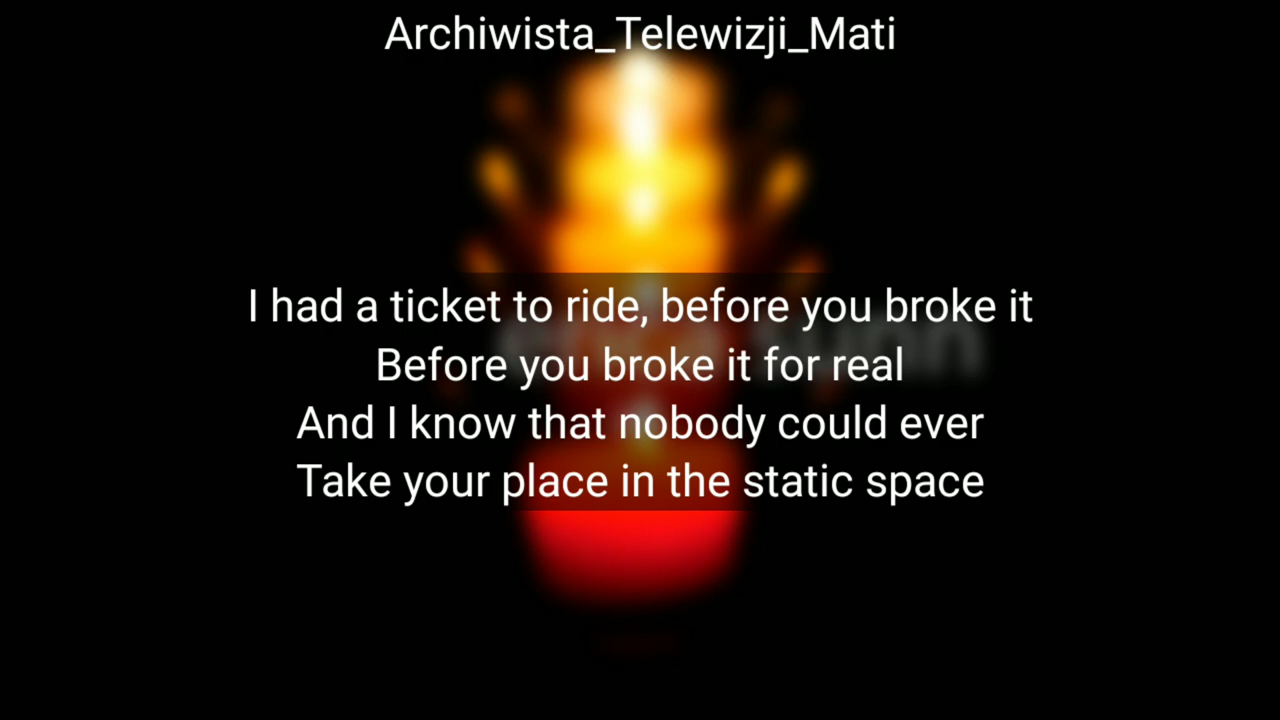 Archiwista_Telewizji_Mati
I had a ticket to ride, before you broke it
Before you broke it for real
And I know that nobody could ever
Take your place in the static space